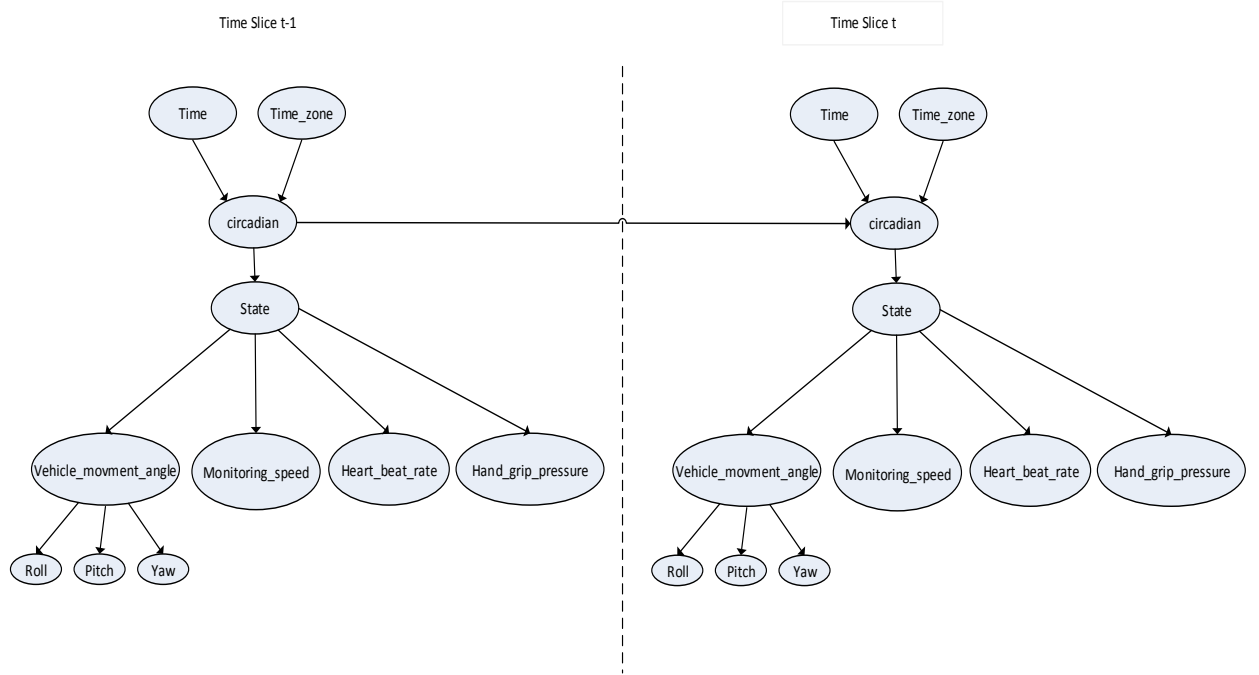 Time Slice t-1
Time Slice t
Time
Time_zone
Time
Time_zone
circadian
circadian
State
State
Vehicle_movment_angle
Monitoring_speed
Heart_beat_rate
Hand_grip_pressure
Vehicle_movment_angle
Monitoring_speed
Heart_beat_rate
Hand_grip_pressure
Roll
Pitch
Yaw
Roll
Pitch
Yaw